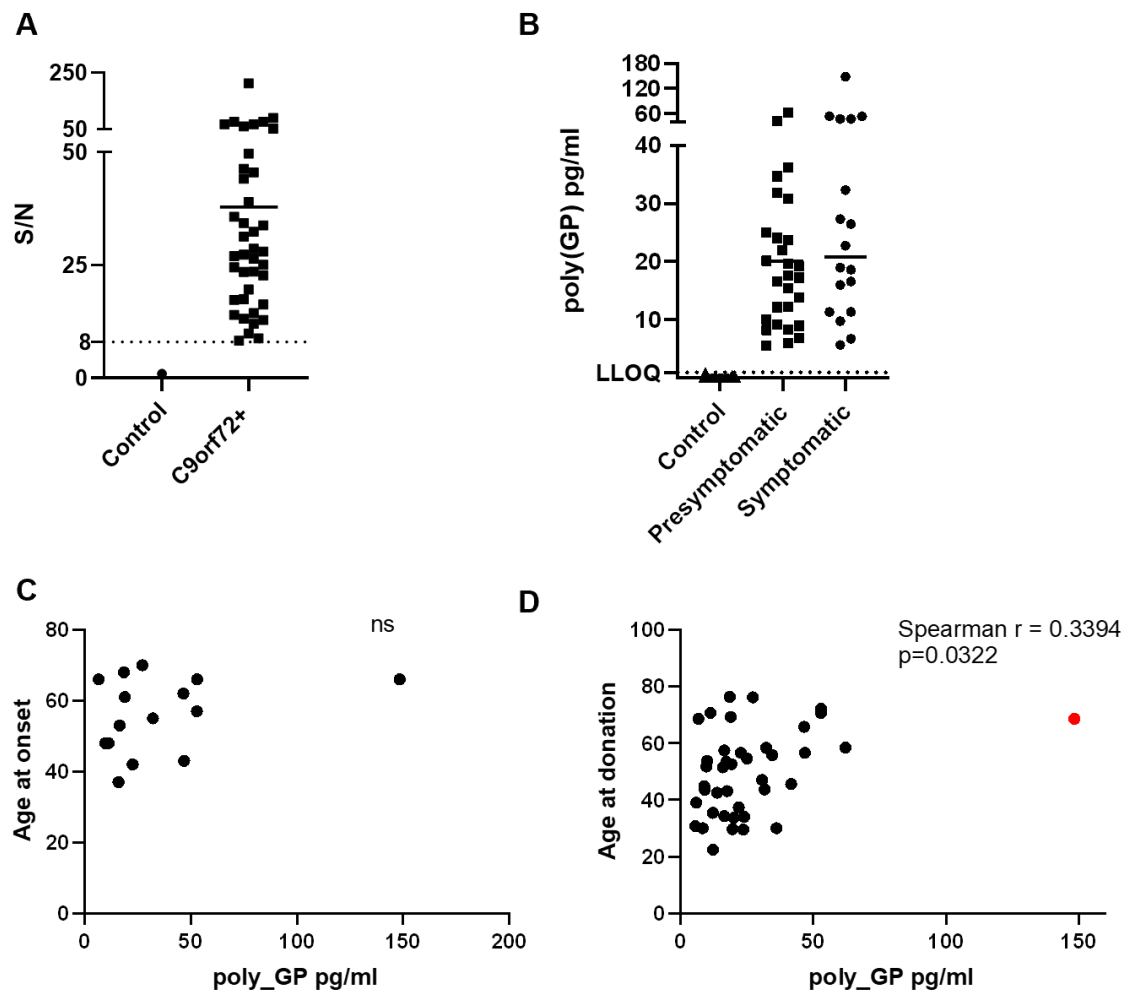 A
S/N
250
50
50
25
8
0
Control
C9orf72+
B
poly(GP) pg/ml
180
120
60
40
30
20
10
LLOQ
Control
Presymptomatic
Symptomatic
C
ns
Age at onset
80
60
40
20
0
0 50 100 150 200
poly_GP pg/ml
D
Spearman r = 0.3394
p=0.0322
Age at donation
100
80
60
40
20
0
0 50 100 150
poly_GP pg/ml